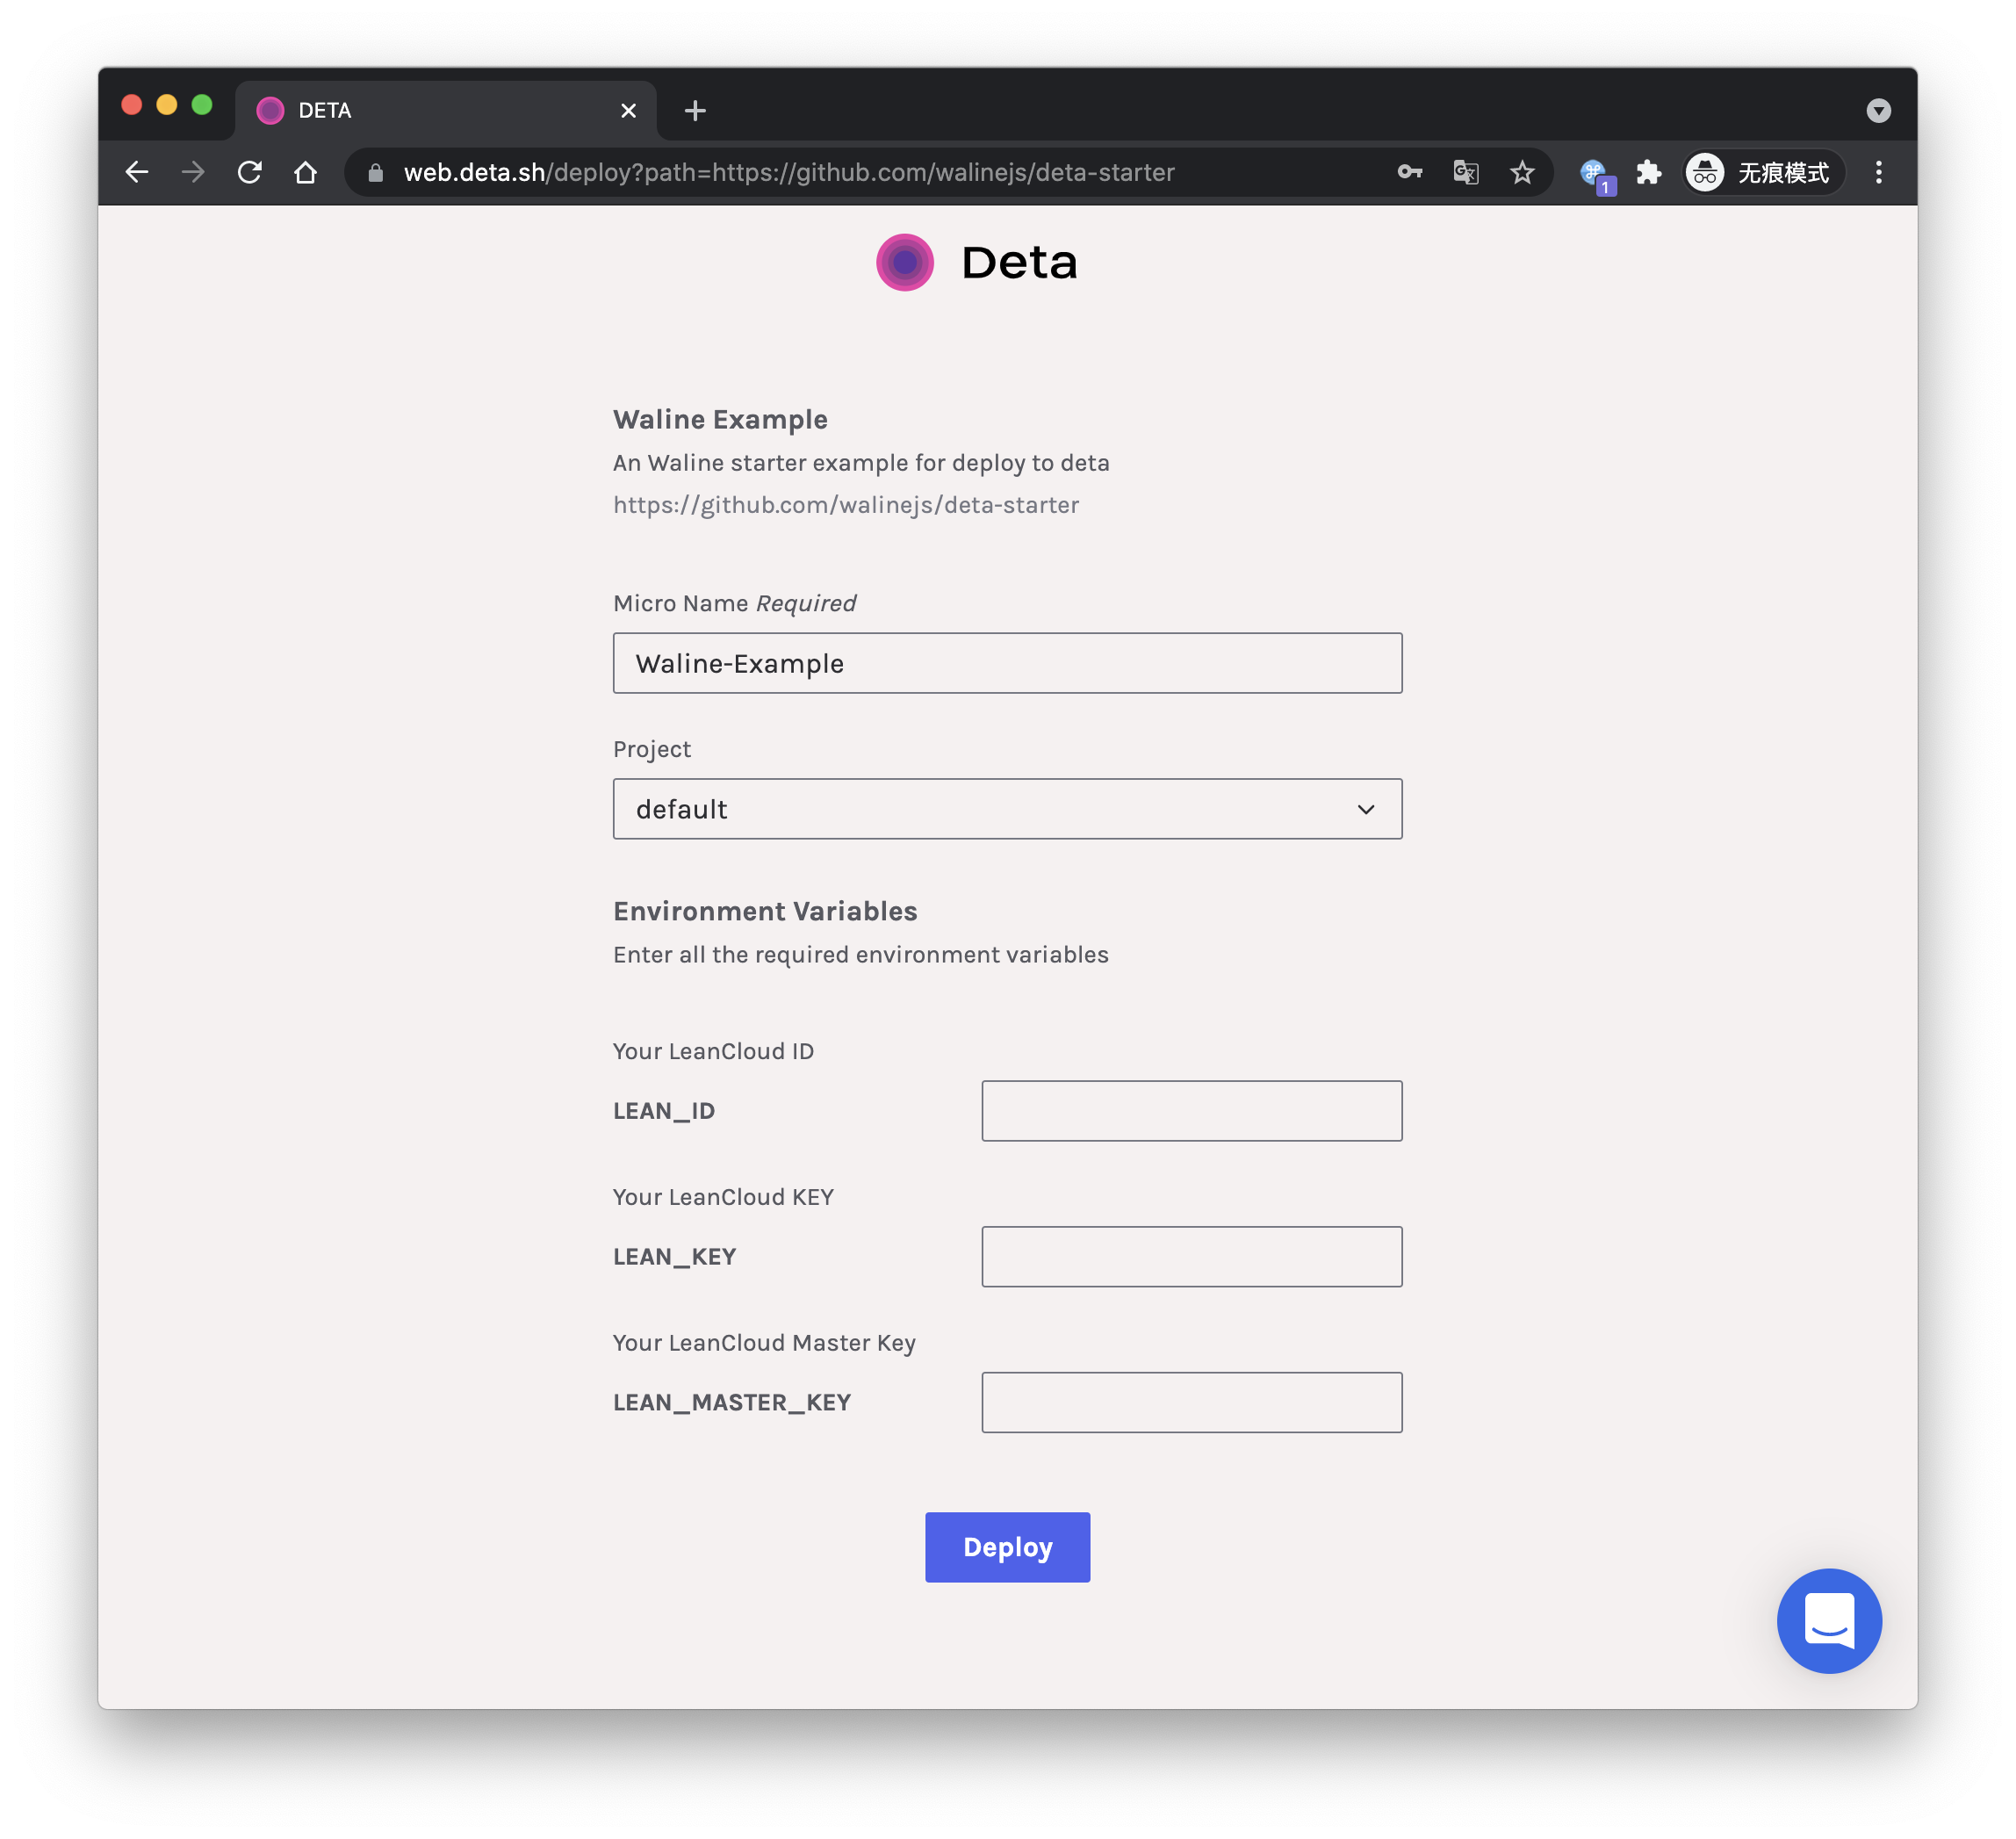 DETA
web.deta.sh/deploy?path=https://github.com/walinejs/deta-starter
1
无痕模式
Deta
Waline Example
An Waline starter example for deploy to deta
https://github.com/walinejs/deta-starter
Micro Name Required
Waline-Example
Project
default
Environment Variables
Enter all the required environment variables
Your LeanCloud ID
LEAN_ID
Your LeanCloud KEY
LEAN_KEY
Your LeanCloud Master Key
LEAN_MASTER_KEY
Deploy